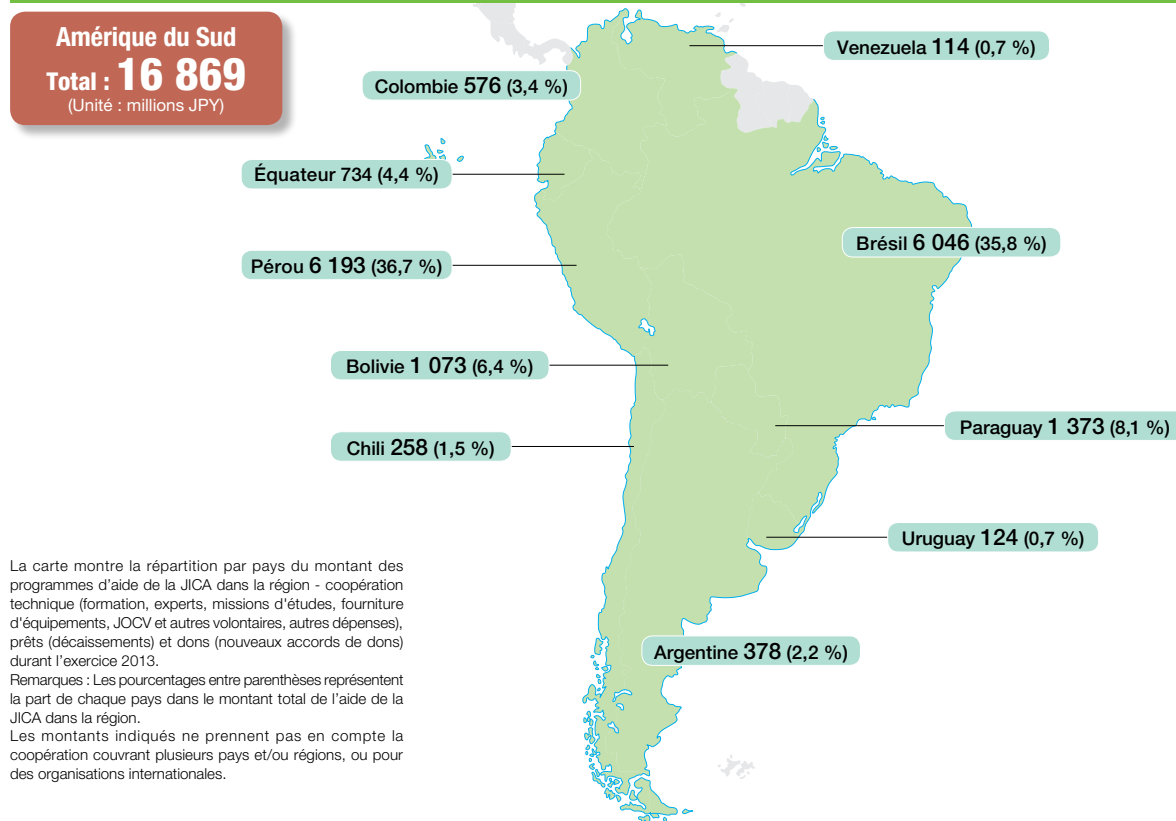 Amérique du Sud
Total : 16 869
(Unité : millions JPY)
Venezuela 114 (0,7 %)
Colombie 576 (3,4 %)
Équateur 734 (4,4 %)
Brésil 6 046 (35,8 %)
Pérou 6 193 (36,7 %)
Bolivie 1 073 (6,4 %)
Paraguay 1 373 (8,1 %)
Chili 258 (1,5 %)
Uruguay 124 (0,7 %)
Argentine 378 (2,2 %)
La carte montre la répartition par pays du montant des
programmes d'aide de la JICA dans la région - coopération
technique (formation, experts, missions d'études, fourniture
d'équipements, JOCV et autres volontaires, autres dépenses),
prêts (décaissements) et dons (nouveaux accords de dons)
durant l'exercice 2013.
Remarques : Les pourcentages entre parenthèses représentent
la part de chaque pays dans le montant total de l'aide de la
JICA dans la région.
Les montants indiqués ne prennent pas en compte la
coopération couvrant plusieurs pays et/ou régions, ou pour
des organisations internationales.